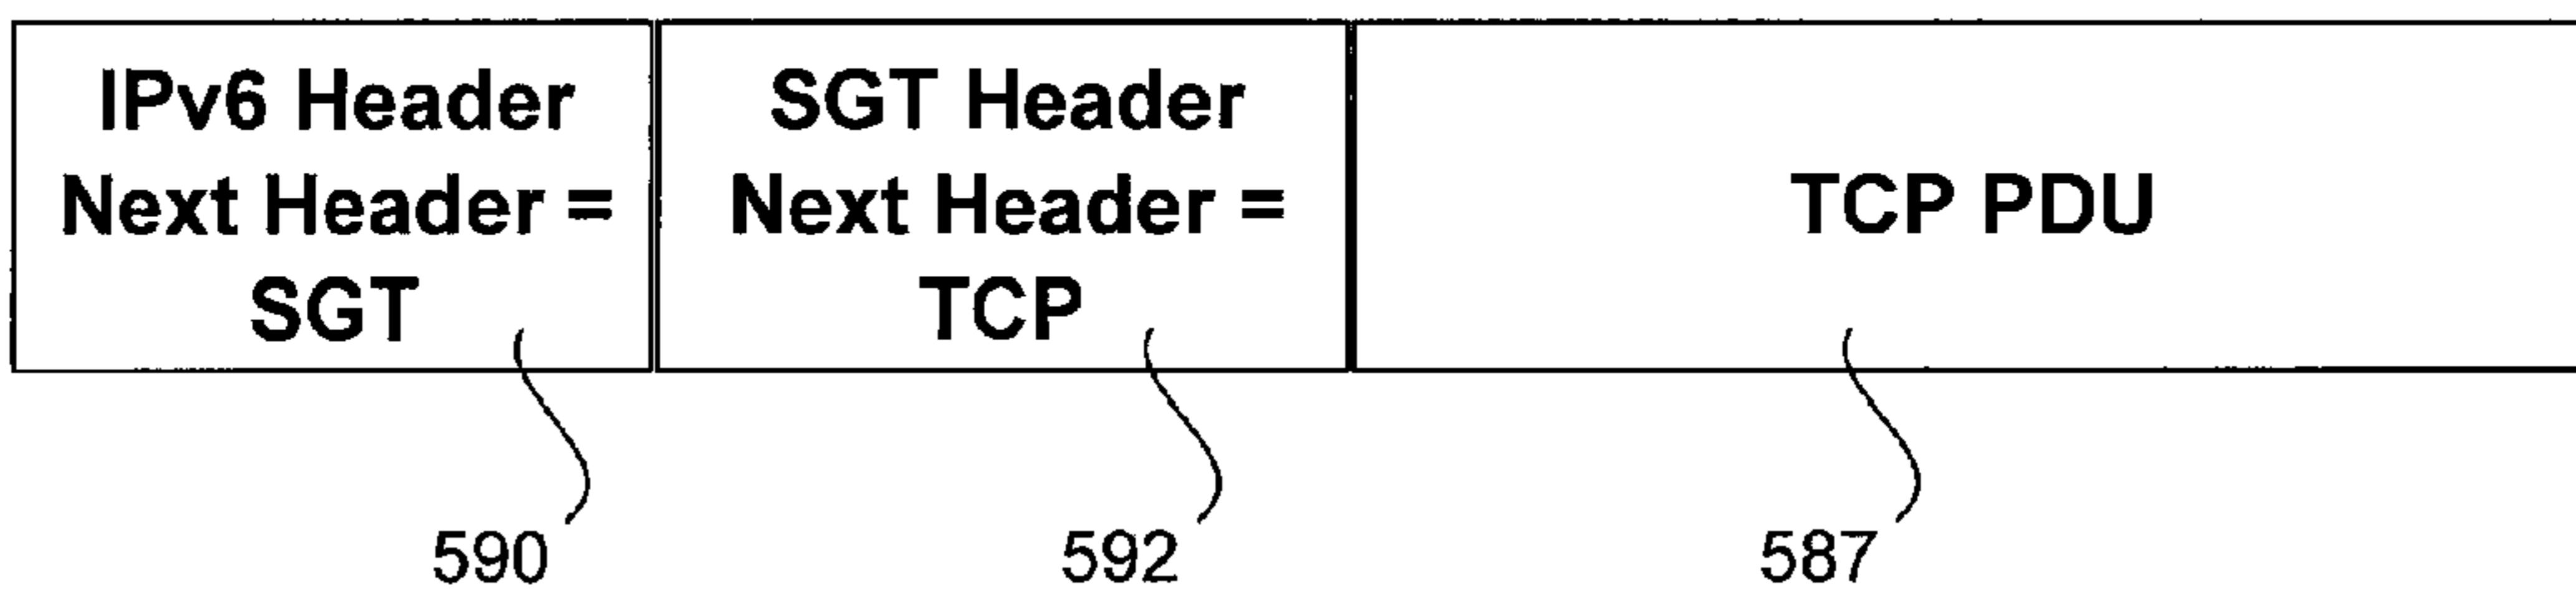 IPv6 Header
Next Header =
SGT
SGT Header
Next Header =
TCP
TCP PDU
590
592
587